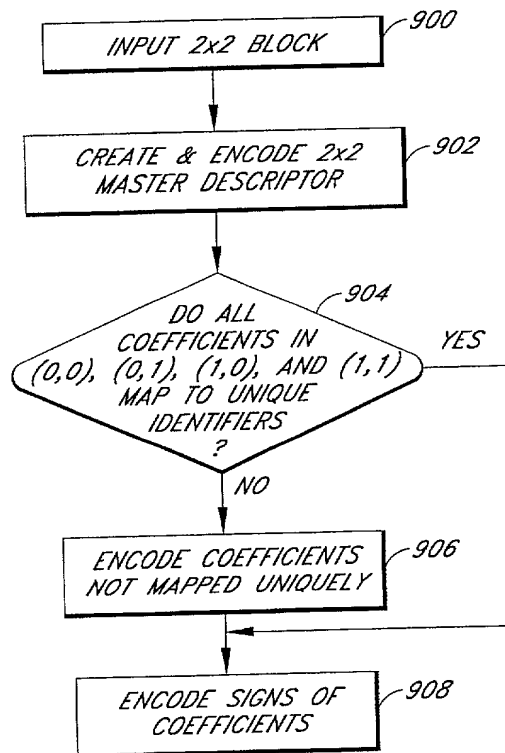 900
INPUT 2x2 BLOCK
902
CREATE & ENCODE 2x2
MASTER DESCRIPTOR
904
DO ALL
COEFFICIENTS IN
(0,0), (0,1), (1,0), AND (1,1)
MAP TO UNIQUE
IDENTIFIERS
?
YES
NO
906
ENCODE COEFFICIENTS
NOT MAPPED UNIQUELY
908
ENCODE SIGNS OF
COEFFICIENTS